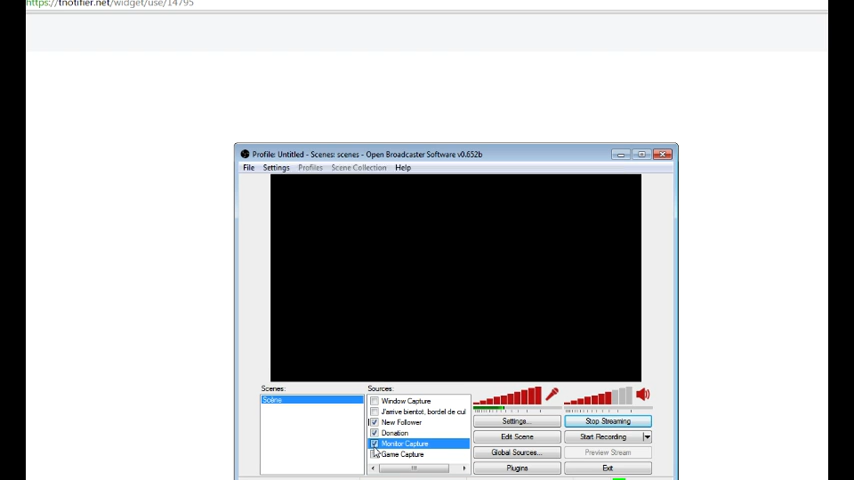 https://tnotifier.net/widget/use/14795
Profile: Untitled - Scenes: scenes - Open Broadcaster Software v0.652b
File Settings Profiles Scene Collection Help
Scenes:
Scène
Sources:
Window Capture
J'arrive bientot, bordel de cul
New Follower
Donation
Monitor Capture
Game Capture
Settings...
Stop Streaming
Edit Scene
Start Recording
Global Sources...
Preview Stream
Plugins
Exit